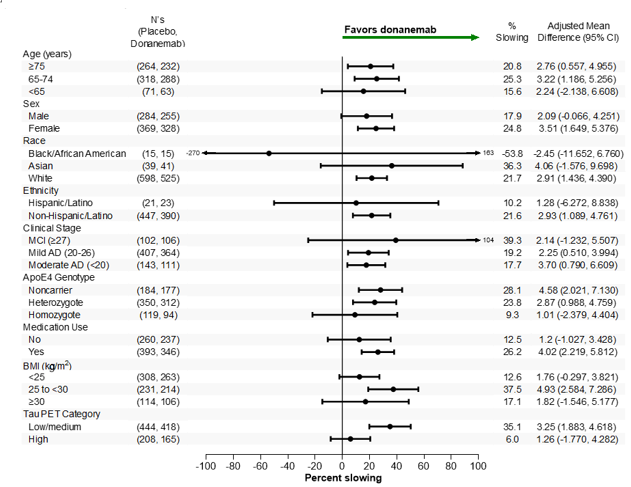 N's
(Placebo,
Donanemab)
Favors donanemab
%
Slowing
Adjusted Mean
Difference (95% CI)
Age (years)
≥75 (264, 232) 20.8 2.76 (0.557, 4.955)
65-74 (318, 288) 25.3 3.22 (1.186, 5.256)
<65 (71, 63) 15.6 2.24 (-2.138, 6.608)
Sex
Male (284, 255) 17.9 2.09 (-0.066, 4.251)
Female (369, 328) 24.8 3.51 (1.649, 5.376)
Race
Black/African American (15, 15) -270 163 -53.8 -2.45 (-11.652, 6.760)
Asian (39, 41) 36.3 4.06 (-1.576, 9.698)
White (598, 525) 21.7 2.91 (1.436, 4.390)
Ethnicity
Hispanic/Latino (21, 23) 10.2 1.28 (-6.272, 8.838)
Non-Hispanic/Latino (447, 390) 21.6 2.93 (1.089, 4.761)
Clinical Stage
MCI (≥27) (102, 106) 104 39.3 2.14 (-1.232, 5.507)
Mild AD (20-26) (407, 364) 19.2 2.25 (0.510, 3.994)
Moderate AD (<20) (143, 111) 17.7 3.70 (0.790, 6.609)
ApoE4 Genotype
Noncarrier (184, 177) 28.1 4.58 (2.021, 7.130)
Heterozygote (350, 312) 23.8 2.87 (0.988, 4.759)
Homozygote (119, 94) 9.3 1.01 (-2.379, 4.404)
Medication Use
No (260, 237) 12.5 1.2 (-1.027, 3.428)
Yes (393, 346) 26.2 4.02 (2.219, 5.812)
BMI (kg/m²)
<25 (308, 263) 12.6 1.76 (-0.297, 3.821)
25 to <30 (231, 214) 37.5 4.93 (2.584, 7.286)
≥30 (114, 106) 17.1 1.82 (-1.546, 5.177)
Tau PET Category
Low/medium (444, 418) 35.1 3.25 (1.883, 4.618)
High (208, 165) 6.0 1.26 (-1.770, 4.282)
-100 -80 -60 -40 -20 0 20 40 60 80 100
Percent slowing